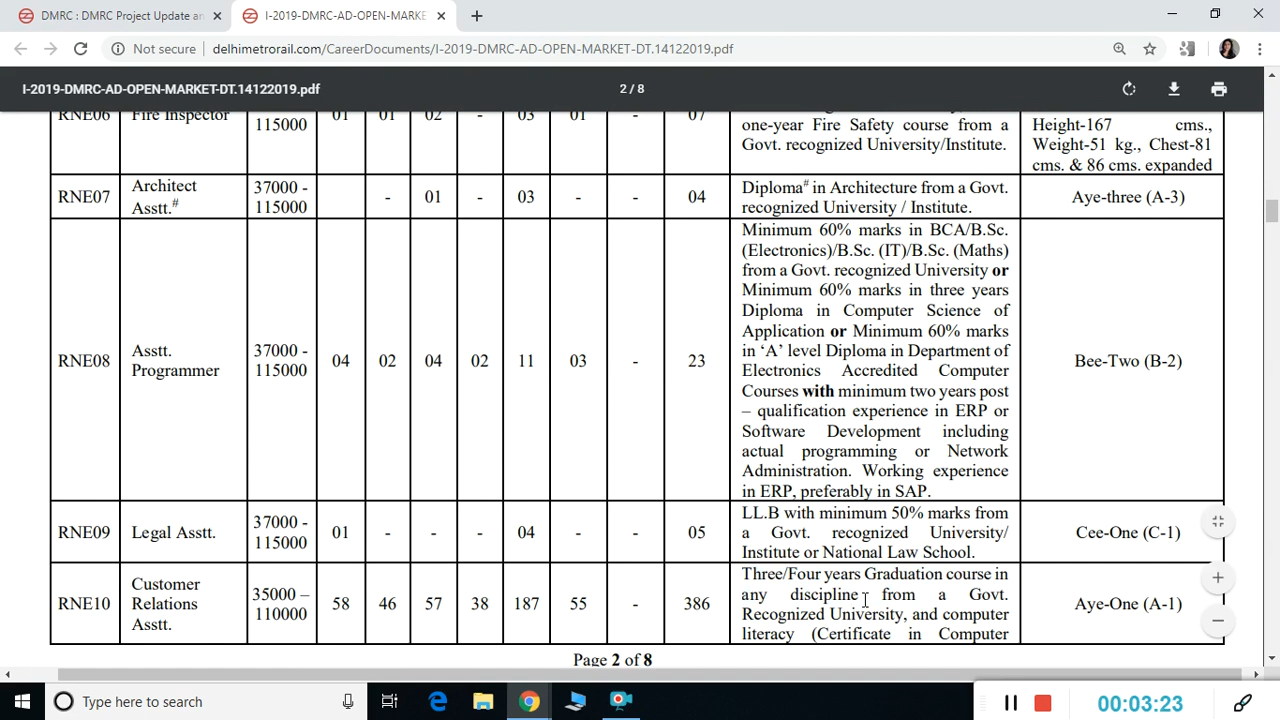 DMRC : DMRC Project Update an
I-2019-DMRC-AD-OPEN-MARKE
Not secure
delhimetrorail.com/CareerDocuments/I-2019-DMRC-AD-OPEN-MARKET-DT.14122019.pdf
I-2019-DMRC-AD-OPEN-MARKET-DT.14122019.pdf
2 / 8
RNE06 Fire Inspector 115000 01 01 02 - 03 01 - 07
one-year Fire Safety course from a
Govt. recognized University/Institute.
Height-167 cms.,
Weight-51 kg., Chest-81
cms. & 86 cms. expanded
RNE07
Architect
Asstt.#
37000 -
115000
- 01 - 03 - - 04
Diploma# in Architecture from a Govt.
recognized University / Institute.
Aye-three (A-3)
RNE08
Asstt.
Programmer
37000 -
115000
04 02 04 02 11 03 - 23
Minimum 60% marks in BCA/B.Sc.
(Electronics)/B.Sc. (IT)/B.Sc. (Maths)
from a Govt. recognized University or
Minimum 60% marks in three years
Diploma in Computer Science of
Application or Minimum 60% marks
in ‘A’ level Diploma in Department of
Electronics Accredited Computer
Courses with minimum two years post
– qualification experience in ERP or
Software Development including
actual programming or Network
Administration. Working experience
in ERP, preferably in SAP.
Bee-Two (B-2)
RNE09
Legal Asstt.
37000 -
115000
01 - - - 04 - - 05
LL.B with minimum 50% marks from
a Govt. recognized University/
Institute or National Law School.
Cee-One (C-1)
RNE10
Customer
Relations
Asstt.
35000 –
110000
58 46 57 38 187 55 - 386
Three/Four years Graduation course in
any discipline from a Govt.
Recognized University, and computer
literacy (Certificate in Computer
Aye-One (A-1)
Page 2 of 8
Type here to search
00:03:23